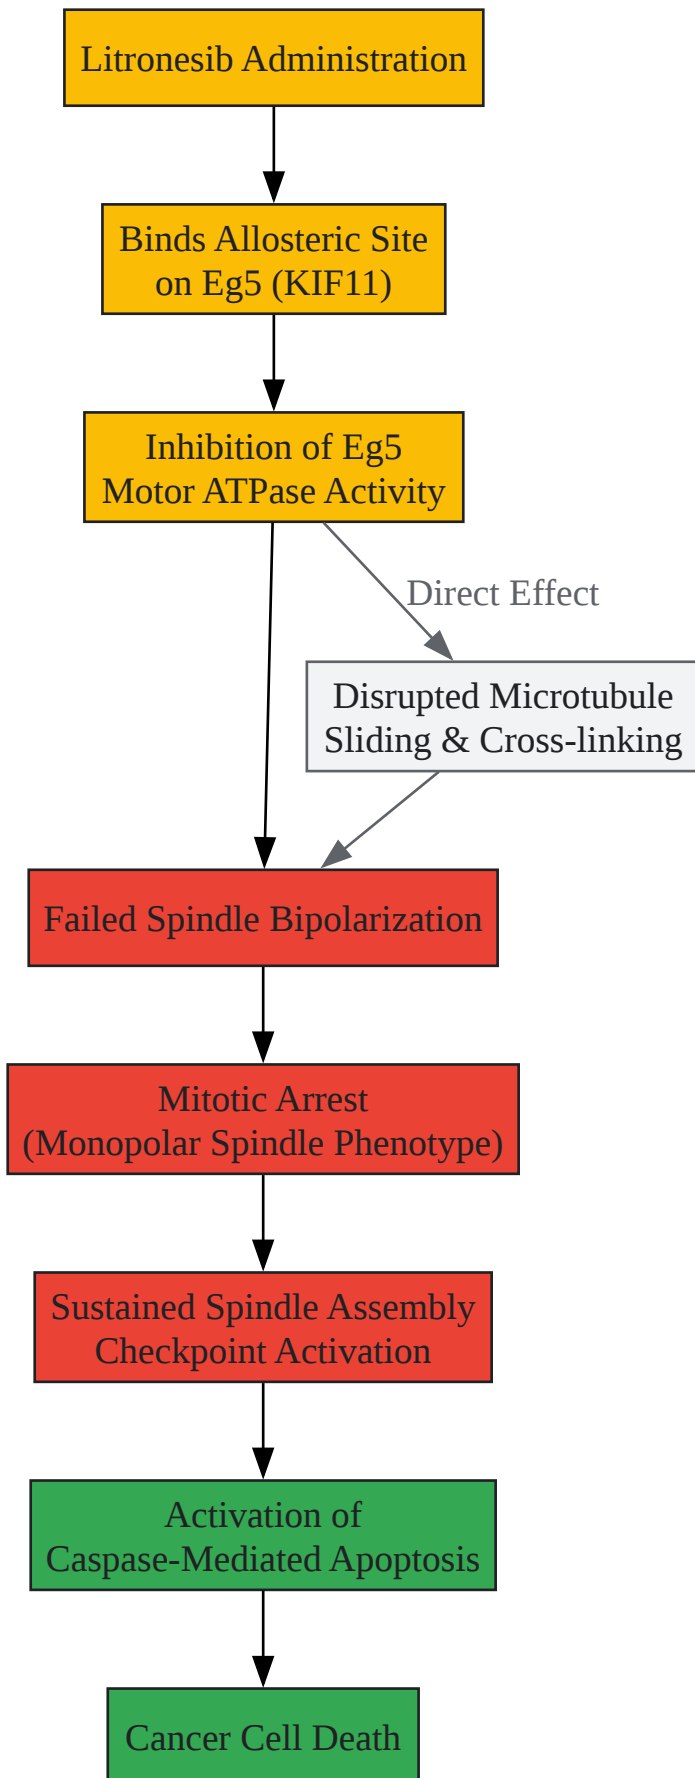 Litronesib Administration
Binds Allosteric Site
on Eg5 (KIF11)
Inhibition of Eg5
Motor ATPase Activity
Direct Effect
Disrupted Microtubule
Sliding & Cross-linking
Failed Spindle Bipolarization
Mitotic Arrest
(Monopolar Spindle Phenotype)
Sustained Spindle Assembly
Checkpoint Activation
Activation of
Caspase-Mediated Apoptosis
Cancer Cell Death